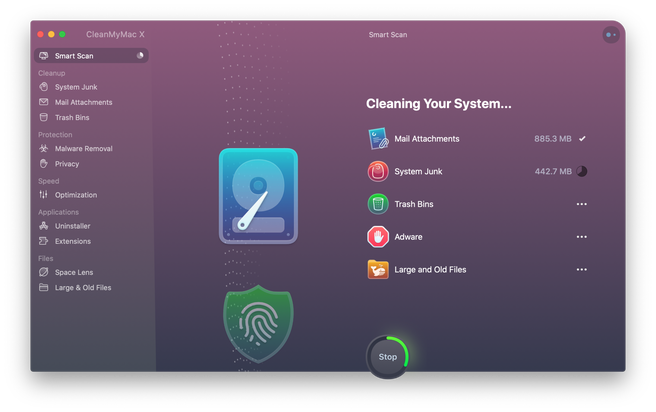 CleanMyMac X
Smart Scan
Smart Scan
Cleanup
System Junk
Mail Attachments
Trash Bins
Protection
Malware Removal
Privacy
Speed
Optimization
Applications
Uninstaller
Extensions
Files
Space Lens
Large & Old Files
Cleaning Your System...
Mail Attachments 885.3 MB
System Junk 442.7 MB
Trash Bins
Adware
Large and Old Files
Stop